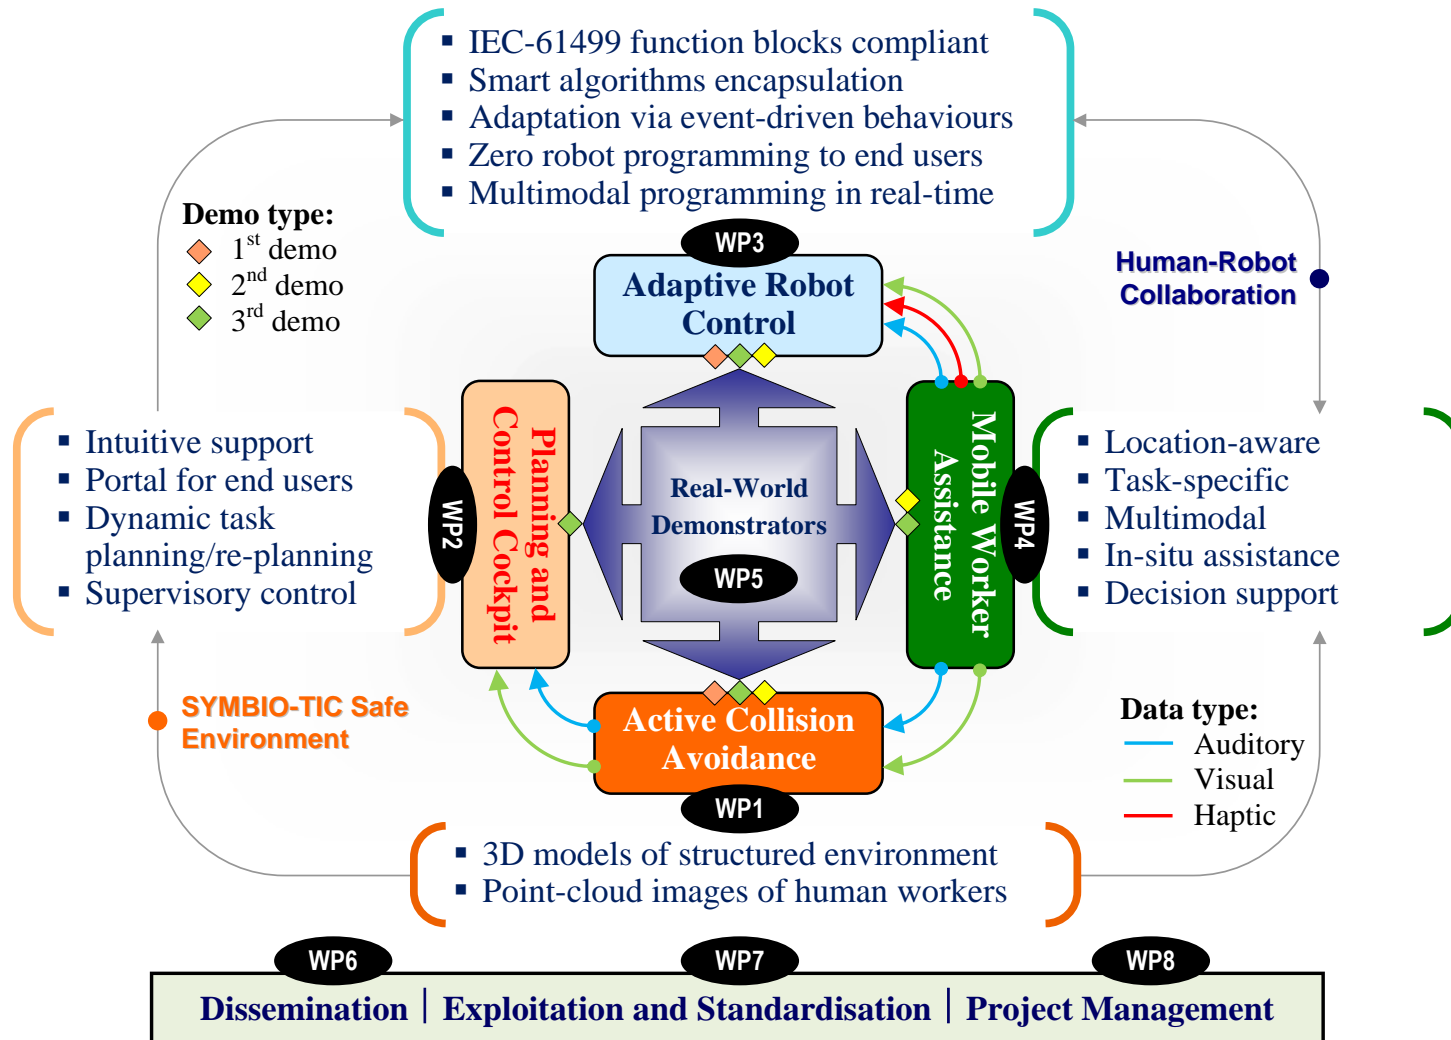 ▪ IEC-61499 function blocks compliant
▪ Smart algorithms encapsulation
▪ Adaptation via event-driven behaviours
▪ Zero robot programming to end users
▪ Multimodal programming in real-time
Demo type:
1st demo
2nd demo
3rd demo
WP3
Adaptive Robot
Control
Human-Robot
Collaboration
▪ Intuitive support
▪ Portal for end users
▪ Dynamic task
planning/re-planning
▪ Supervisory control
WP2
Planning and
Control Cockpit
Real-World
Demonstrators
WP5
Mobile Worker
Assistance
WP4
▪ Location-aware
▪ Task-specific
▪ Multimodal
▪ In-situ assistance
▪ Decision support
SYMBIO-TIC Safe
Environment
Active Collision
Avoidance
WP1
Data type:
Auditory
Visual
Haptic
▪ 3D models of structured environment
▪ Point-cloud images of human workers
WP6
WP7
WP8
Dissemination | Exploitation and Standardisation | Project Management